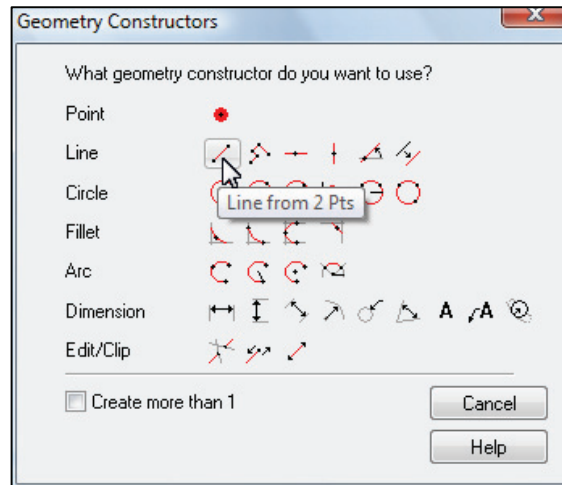 Geometry Constructors
What geometry constructor do you want to use?
Point
Line
Circle
Line from 2 Pts
Fillet
Arc
Dimension A A
Edit/Clip
Create more than 1
Cancel
Help